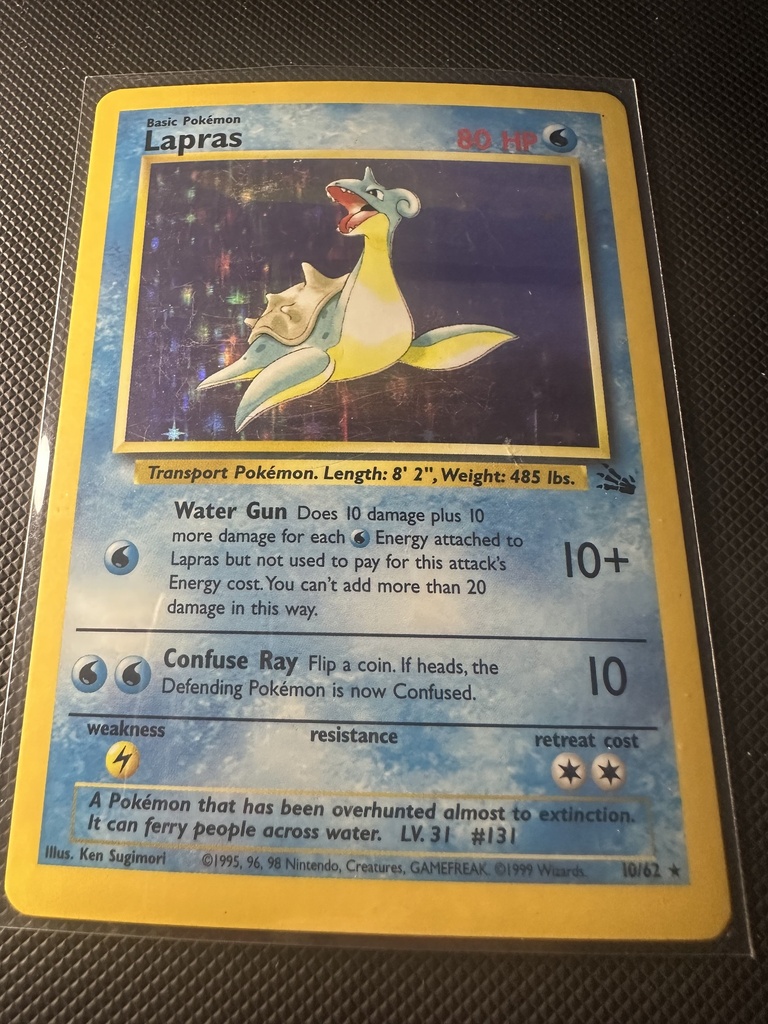 Basic Pokémon
Lapras 80 HP
Transport Pokémon. Length: 8' 2", Weight: 485 lbs.
Water Gun Does 10 damage plus 10
more damage for each Energy attached to
Lapras but not used to pay for this attack's
Energy cost. You can't add more than 20
damage in this way.
10+
Confuse Ray Flip a coin. If heads, the
Defending Pokémon is now Confused.
10
weakness resistance retreat cost
A Pokémon that has been overhunted almost to extinction.
It can ferry people across water. LV. 31 #131
Illus. Ken Sugimori ©1995, 96, 98 Nintendo, Creatures, GAMEFREAK. ©1999 Wizards. 10/62